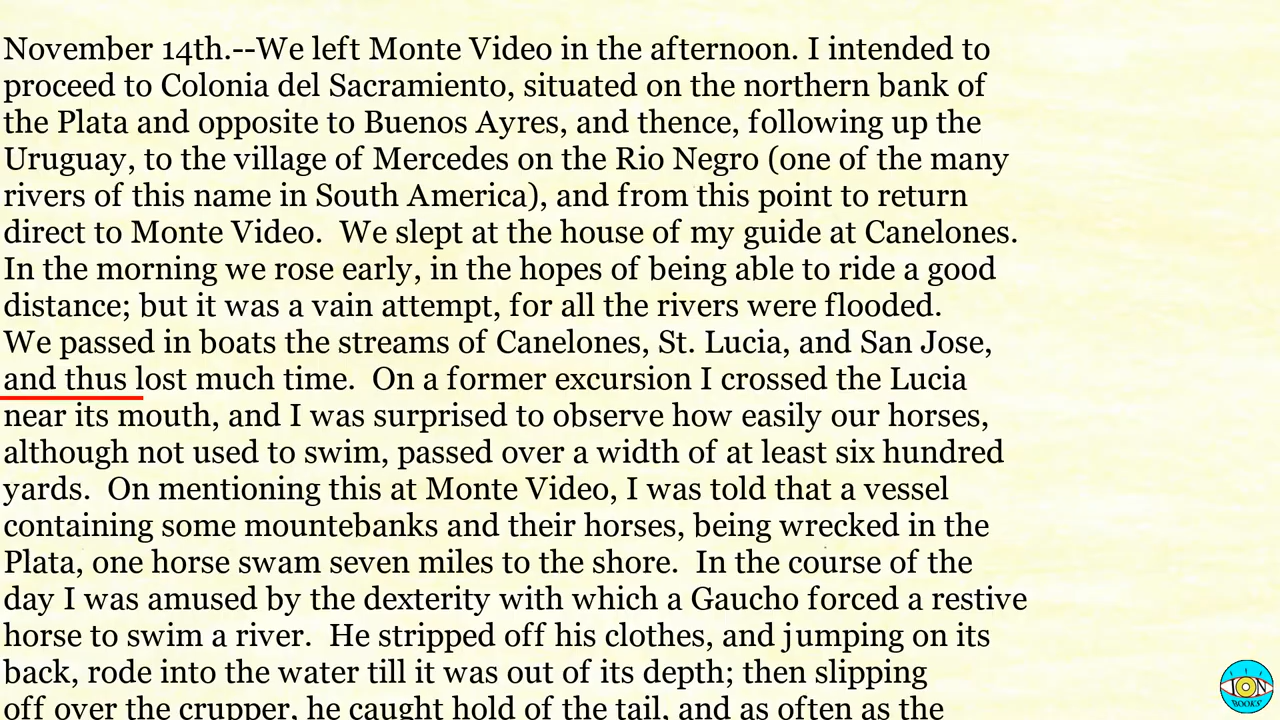 November 14th.--We left Monte Video in the afternoon. I intended to
proceed to Colonia del Sacramiento, situated on the northern bank of
the Plata and opposite to Buenos Ayres, and thence, following up the
Uruguay, to the village of Mercedes on the Rio Negro (one of the many
rivers of this name in South America), and from this point to return
direct to Monte Video.  We slept at the house of my guide at Canelones.
In the morning we rose early, in the hopes of being able to ride a good
distance; but it was a vain attempt, for all the rivers were flooded.
We passed in boats the streams of Canelones, St. Lucia, and San Jose,
and thus lost much time.  On a former excursion I crossed the Lucia
near its mouth, and I was surprised to observe how easily our horses,
although not used to swim, passed over a width of at least six hundred
yards.  On mentioning this at Monte Video, I was told that a vessel
containing some mountebanks and their horses, being wrecked in the
Plata, one horse swam seven miles to the shore.  In the course of the
day I was amused by the dexterity with which a Gaucho forced a restive
horse to swim a river.  He stripped off his clothes, and jumping on its
back, rode into the water till it was out of its depth; then slipping
off over the crupper, he caught hold of the tail, and as often as the
ION
BOOKS